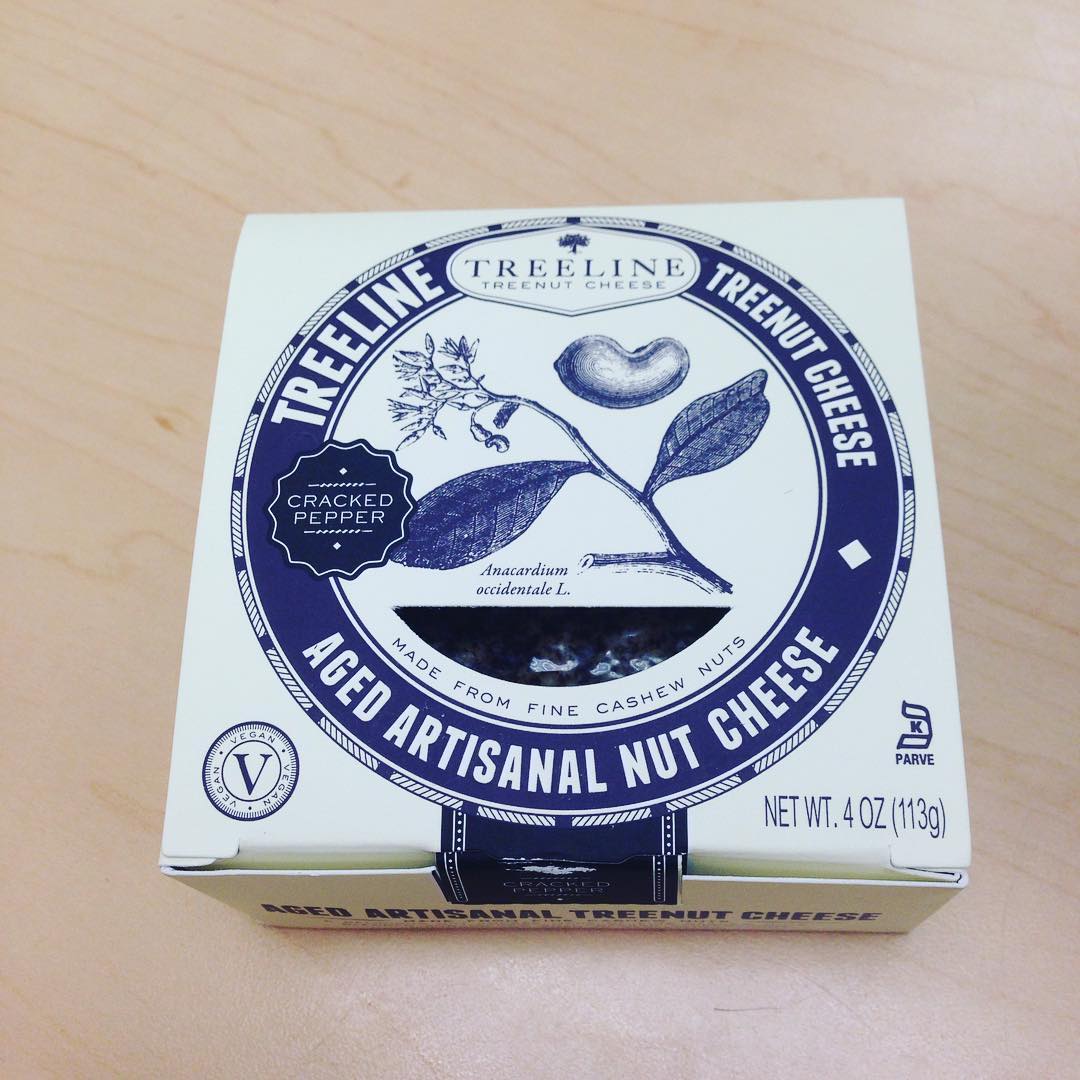 TREELINE
TREENUT CHEESE
TREELINE
TREENUT CHEESE
CRACKED
PEPPER
Anacardium
occidentale L.
MADE FROM FINE CASHEW NUTS
AGED ARTISANAL NUT CHEESE
VEGAN
VEGAN
VEGAN
V
K
PARVE
NET WT. 4 OZ (113g)
CRACKED
PEPPER
AGED ARTISANAL TREENUT CHEESE